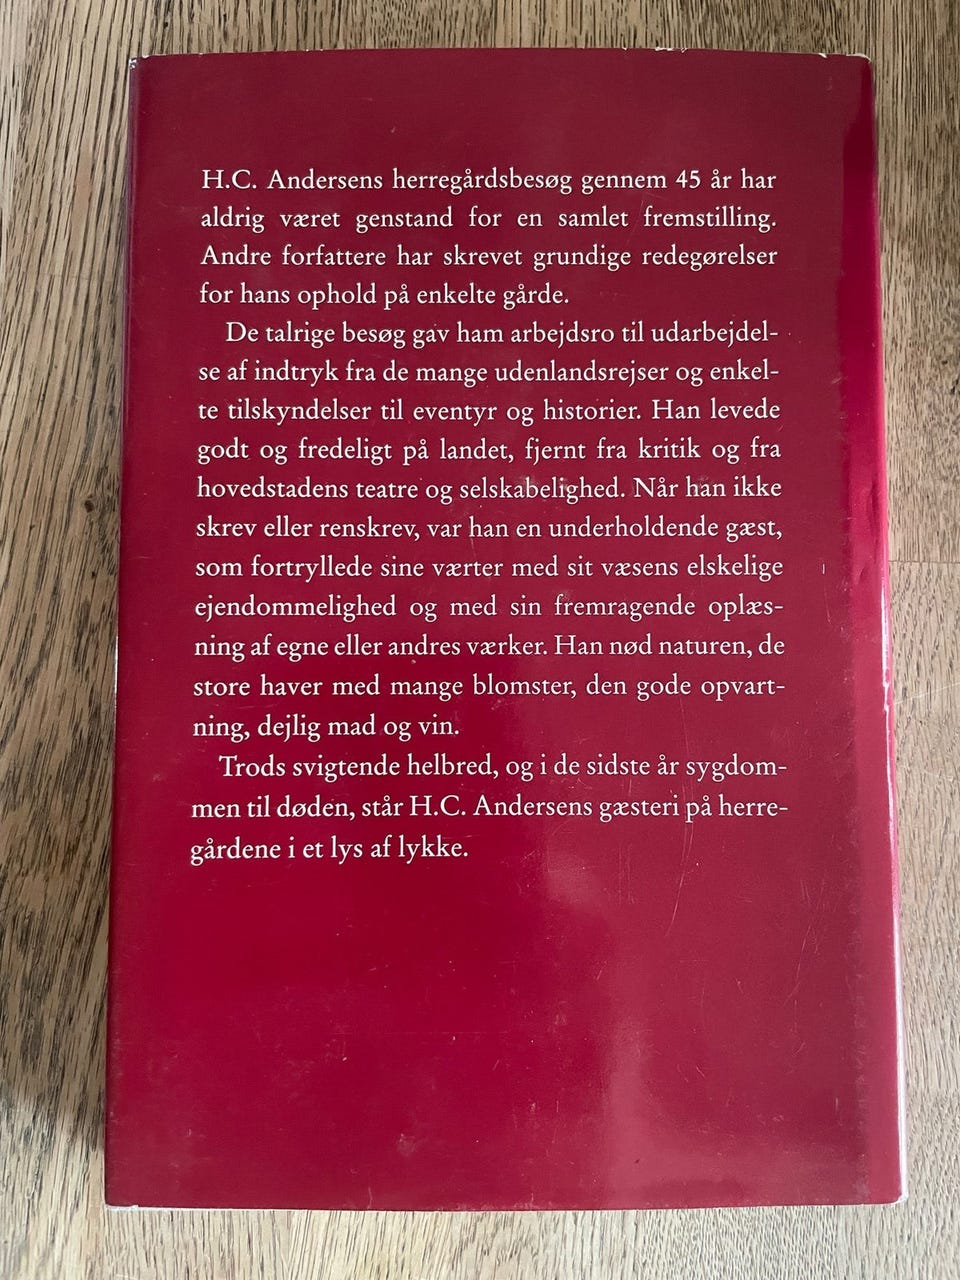 H.C. Andersens herregårdsbesøg gennem 45 år har
aldrig været genstand for en samlet fremstilling.
Andre forfattere har skrevet grundige redegørelser
for hans ophold på enkelte gårde.
De talrige besøg gav ham arbejdsro til udarbejdel-
se af indtryk fra de mange udenlandsrejser og enkel-
te tilskyndelser til eventyr og historier. Han levede
godt og fredeligt på landet, fjernt fra kritik og fra
hovedstadens teatre og selskabelighed. Når han ikke
skrev eller renskrev, var han en underholdende gæst,
som fortryllede sine værter med sit væsens elskelige
ejendommelighed og med sin fremragende oplæs-
ning af egne eller andres værker. Han nød naturen, de
store haver med mange blomster, den gode opvart-
ning, dejlig mad og vin.
Trods svigtende helbred, og i de sidste år sygdom-
men til døden, står H.C. Andersens gæsteri på herre-
gårdene i et lys af lykke.